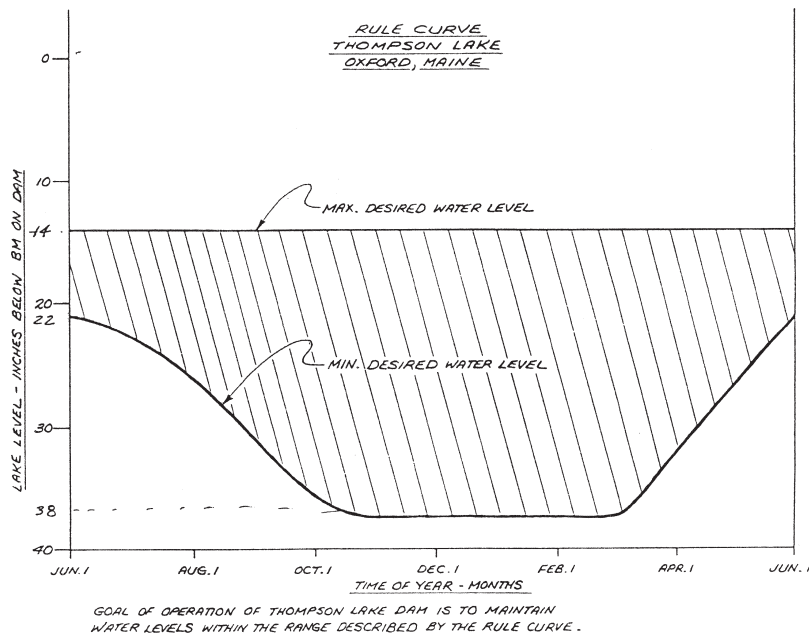 RULE CURVE
THOMPSON LAKE
OXFORD, MAINE
0
10
MAX. DESIRED WATER LEVEL
14
20
22
MIN. DESIRED WATER LEVEL
30
38
40
LAKE LEVEL - INCHES BELOW BM ON DAM
JUN. 1 AUG. 1 OCT. 1 DEC. 1 FEB. 1 APR. 1 JUN. 1
TIME OF YEAR - MONTHS
GOAL OF OPERATION OF THOMPSON LAKE DAM IS TO MAINTAIN
WATER LEVELS WITHIN THE RANGE DESCRIBED BY THE RULE CURVE.